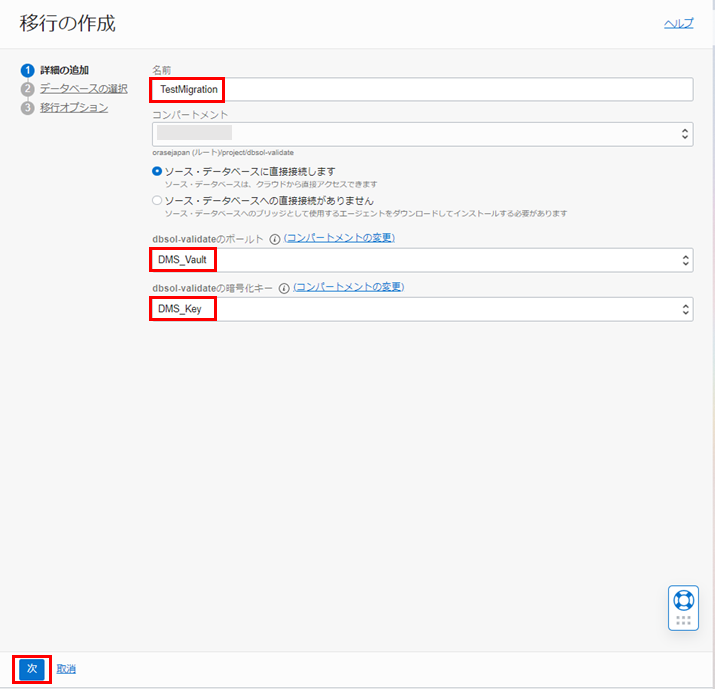 移行の作成
ヘルプ
1 詳細の追加
2 データベースの選択
3 移行オプション
名前
TestMigration
コンパートメント
orasejapan (ルート)/project/dbsol-validate
ソース・データベースに直接接続します
ソース・データベースは、クラウドから直接アクセスできます
ソース・データベースへの直接接続がありません
ソース・データベースへのブリッジとして使用するエージェントをダウンロードしてインストールする必要があります
dbsol-validateのボールト (コンパートメントの変更)
DMS_Vault
dbsol-validateの暗号化キー (コンパートメントの変更)
DMS_Key
次 取消